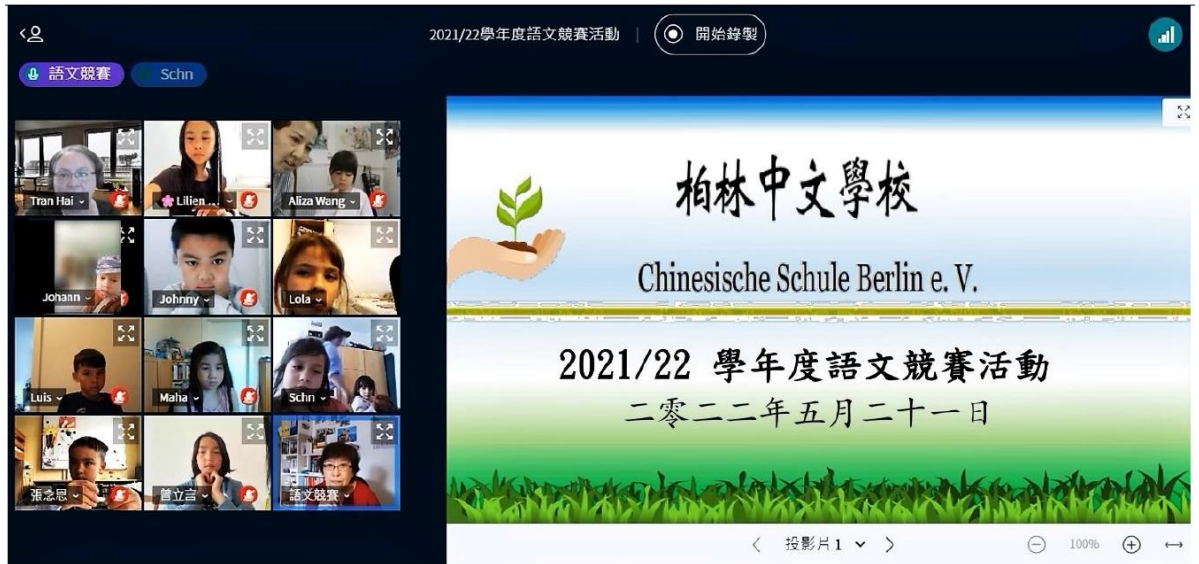 2021/22學年度語文競賽活動 | 開始錄製
語文競賽 Schn
Tran Hai
Lilien ...
Aliza Wang
Johann
Johnny
Lola
Luis
Maha
Schn
張念恩
曾立言
語文競賽
柏林中文學校
Chinesische Schule Berlin e. V.
2021/22 學年度語文競賽活動
二零二二年五月二十一日
投影片1
100%